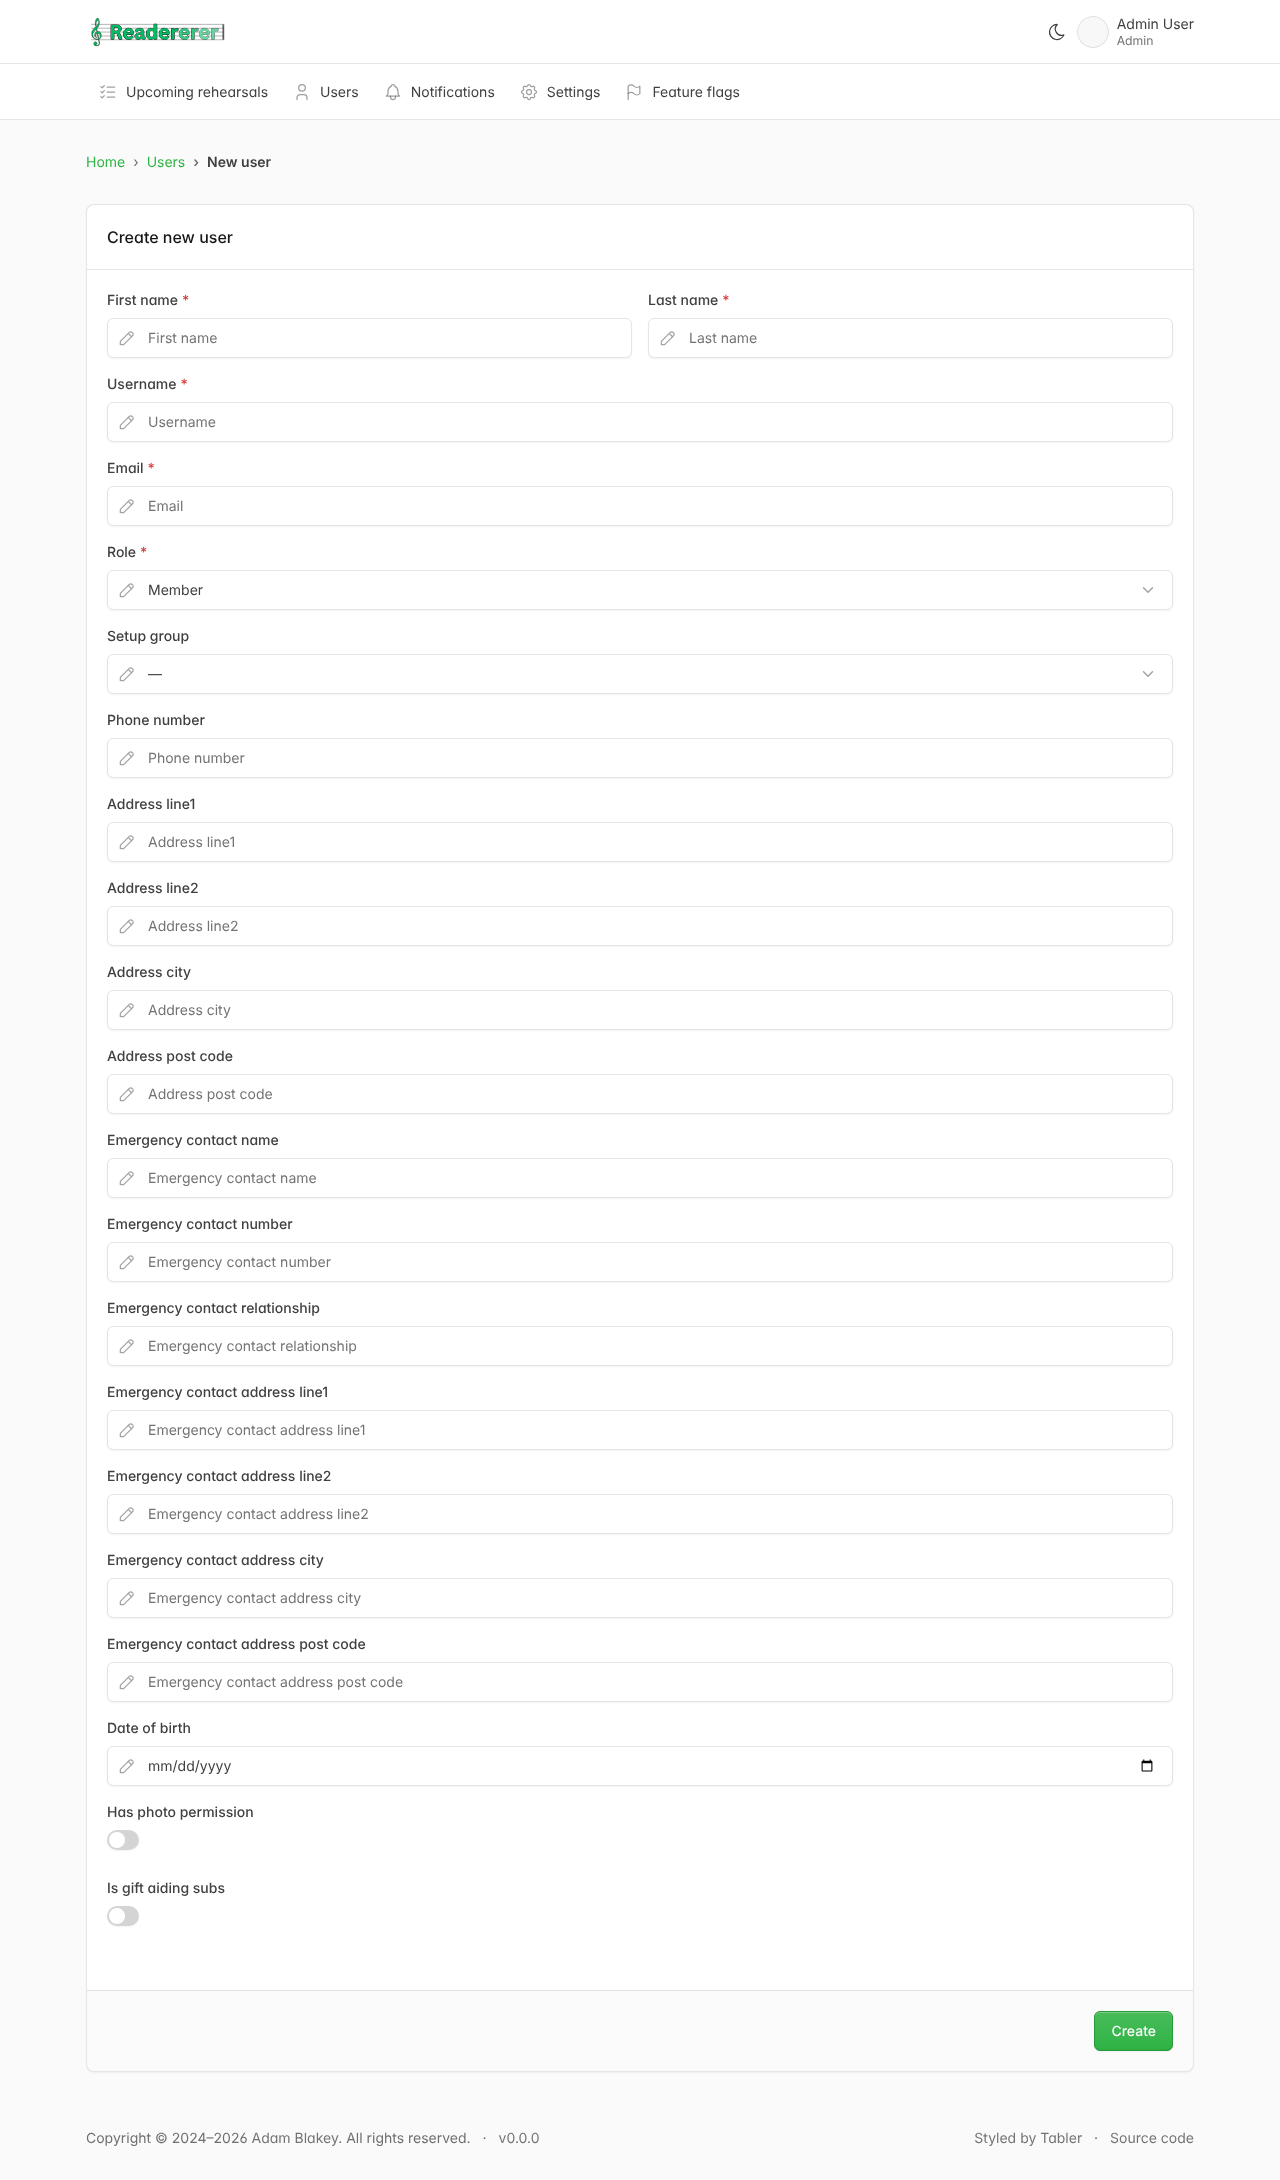 Readererer
Admin User
Admin
Upcoming rehearsals
Users
Notifications
Settings
Feature flags
Home › Users › New user
Create new user
First name *
Last name *
First name
Last name
Username *
Username
Email *
Email
Role *
Member
Setup group
—
Phone number
Phone number
Address line1
Address line1
Address line2
Address line2
Address city
Address city
Address post code
Address post code
Emergency contact name
Emergency contact name
Emergency contact number
Emergency contact number
Emergency contact relationship
Emergency contact relationship
Emergency contact address line1
Emergency contact address line1
Emergency contact address line2
Emergency contact address line2
Emergency contact address city
Emergency contact address city
Emergency contact address post code
Emergency contact address post code
Date of birth
mm/dd/yyyy
Has photo permission
Is gift aiding subs
Create
Copyright © 2024–2026 Adam Blakey. All rights reserved. · v0.0.0
Styled by Tabler · Source code